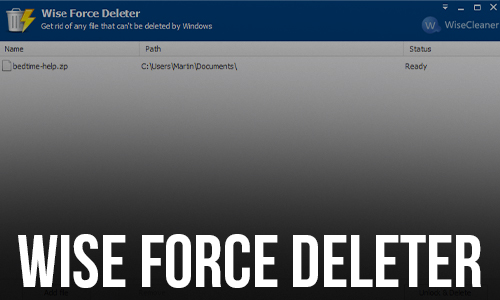 Wise Force Deleter
Get rid of any file that can't be deleted by Windows
W WiseCleaner
Name Path Status
bedtime-help.zp C:\Users\Martin\Documents\ Ready
WISE FORCE DELETER